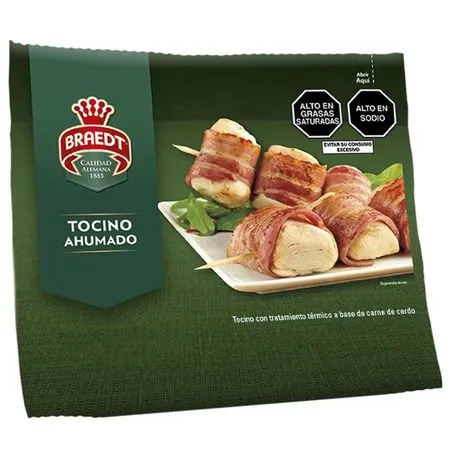 Abrir
Aquí
ALTO EN
GRASAS
SATURADAS
ALTO EN
SODIO
EVITAR SU CONSUMO
EXCESIVO
BRAEDT
CALIDAD
ALEMANA
1885
TOCINO
AHUMADO
Sugerencia de uso
Tocino con tratamiento térmico a base de carne de cerdo